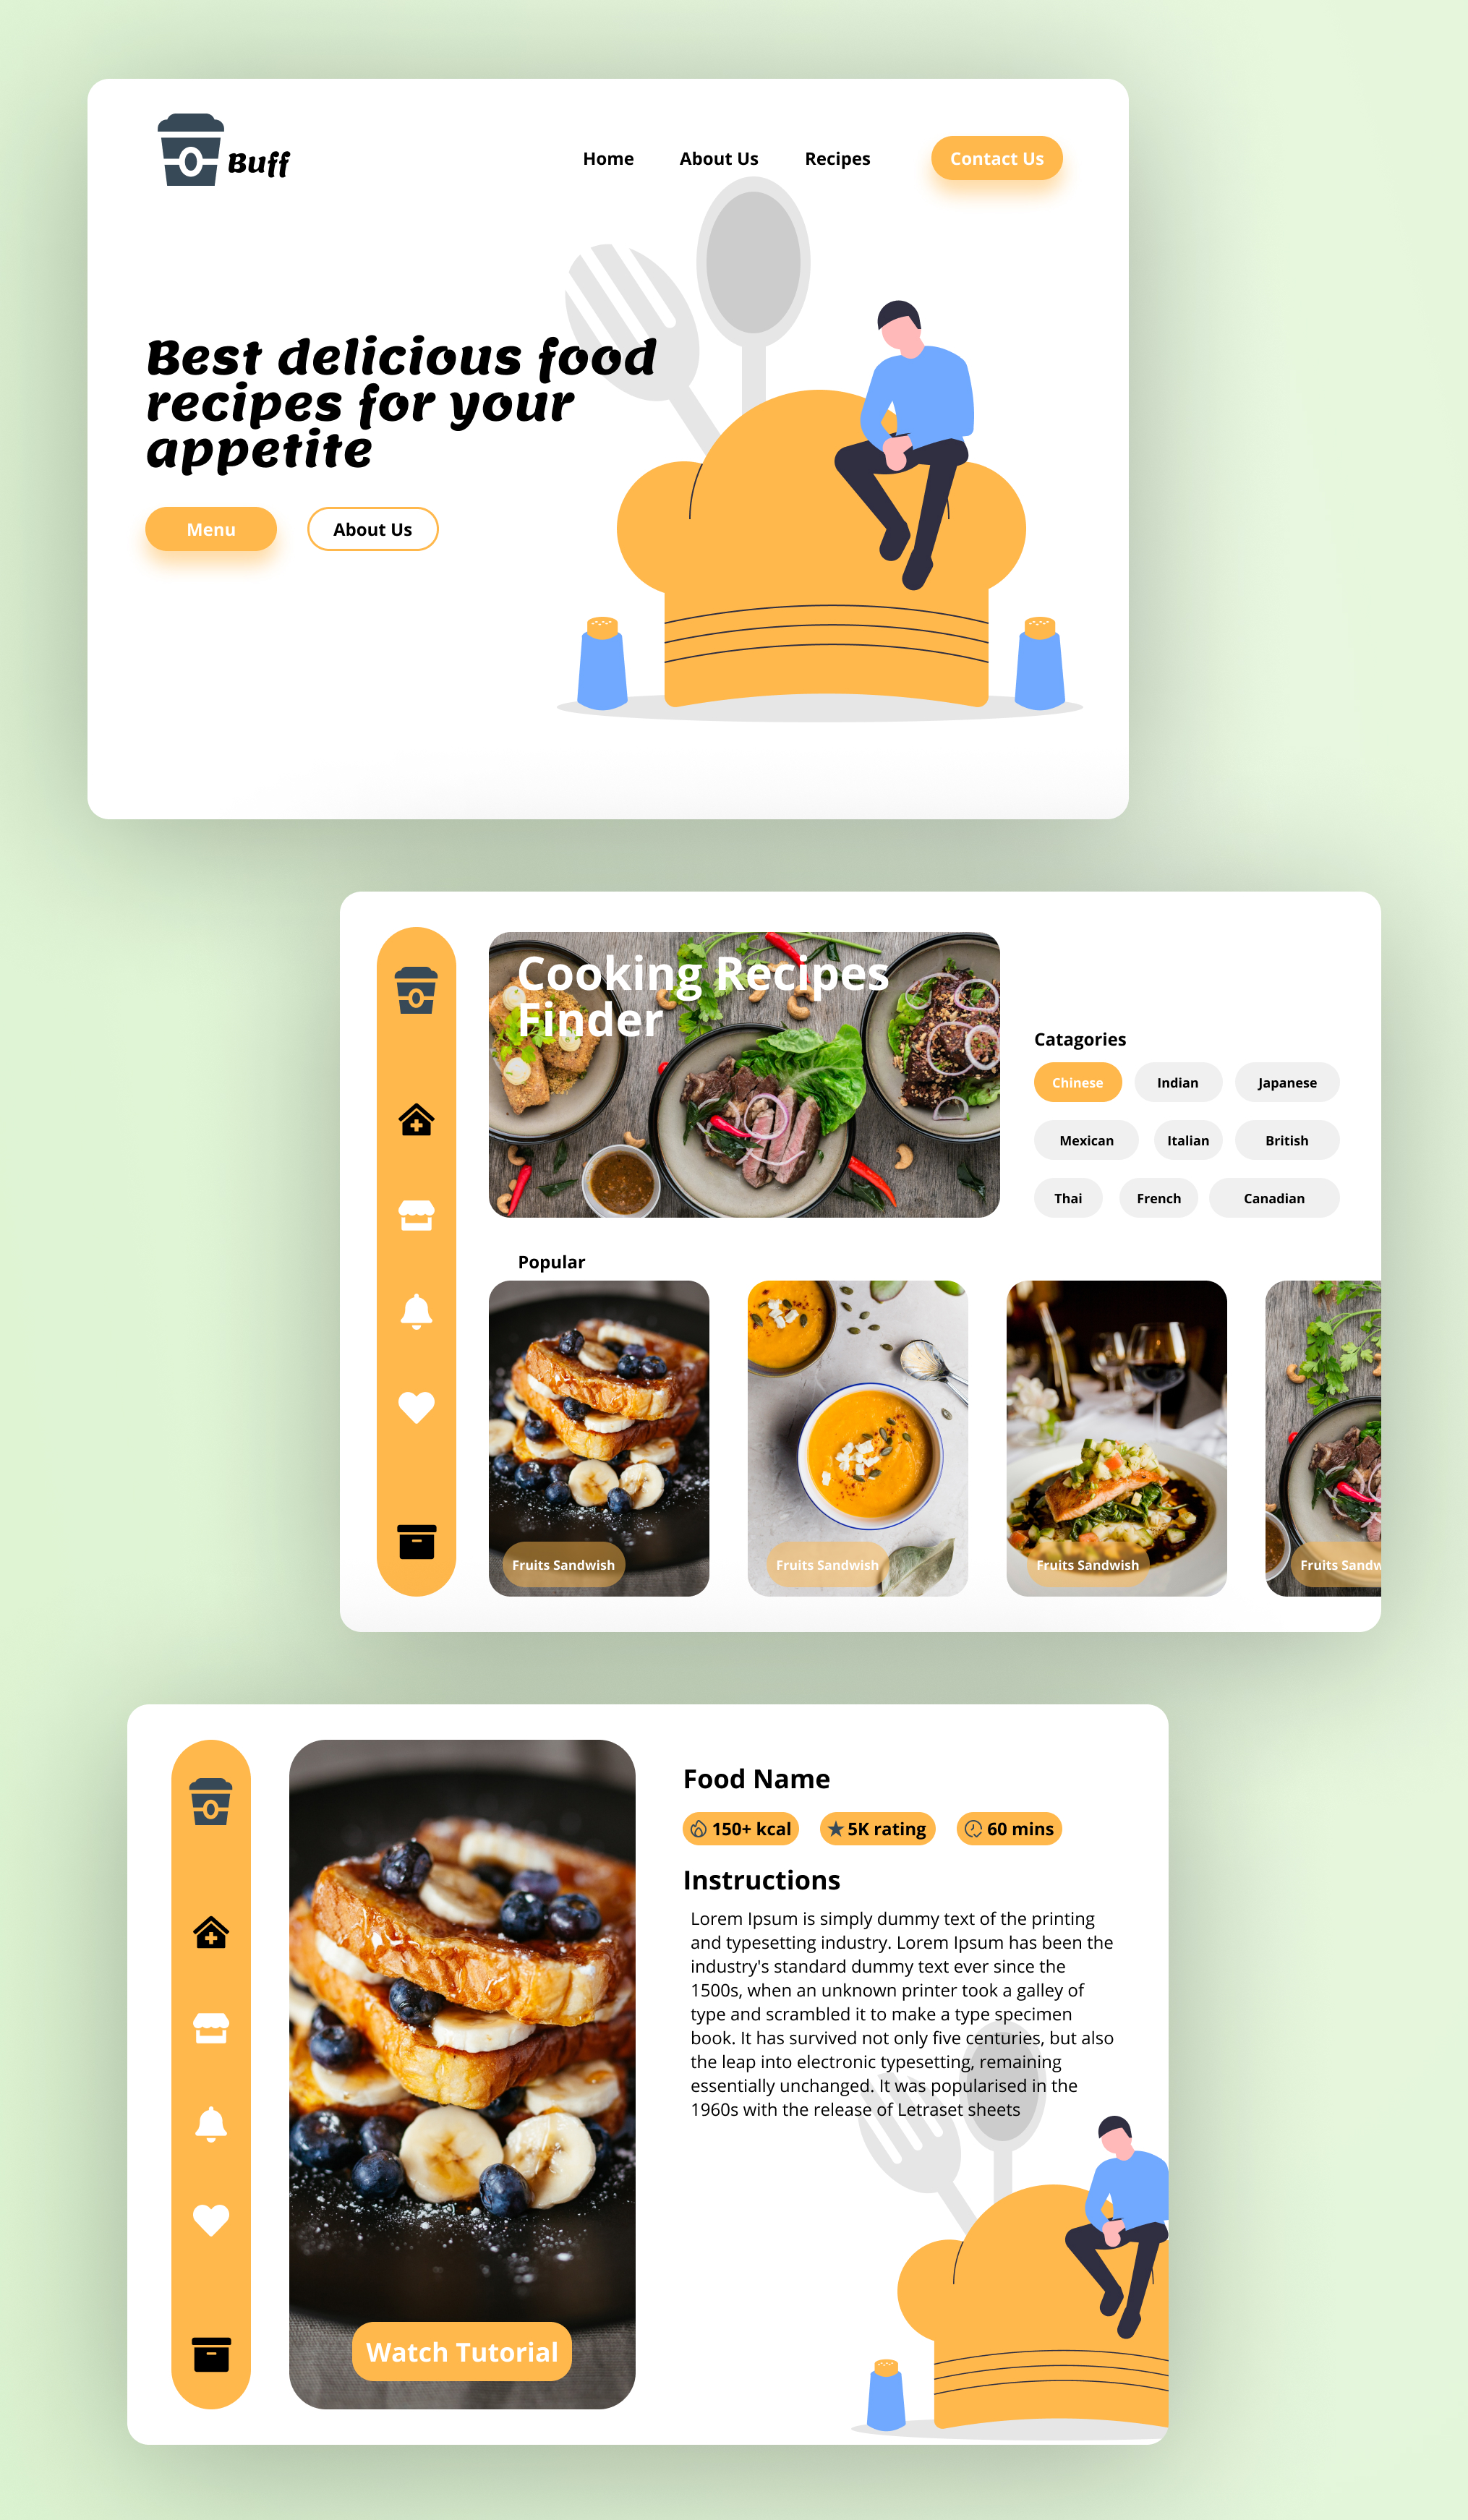 Buff
Home
About Us
Recipes
Contact Us
Best delicious food
recipes for your
appetite
Menu
About Us
Cooking Recipes
Finder
Catagories
Chinese
Indian
Japanese
Mexican
Italian
British
Thai
French
Canadian
Popular
Fruits Sandwish
Fruits Sandwish
Fruits Sandwish
Fruits Sandw
Food Name
150+ kcal
5K rating
60 mins
Instructions
Lorem Ipsum is simply dummy text of the printing
and typesetting industry. Lorem Ipsum has been the
industry's standard dummy text ever since the
1500s, when an unknown printer took a galley of
type and scrambled it to make a type specimen
book. It has survived not only five centuries, but also
the leap into electronic typesetting, remaining
essentially unchanged. It was popularised in the
1960s with the release of Letraset sheets
Watch Tutorial